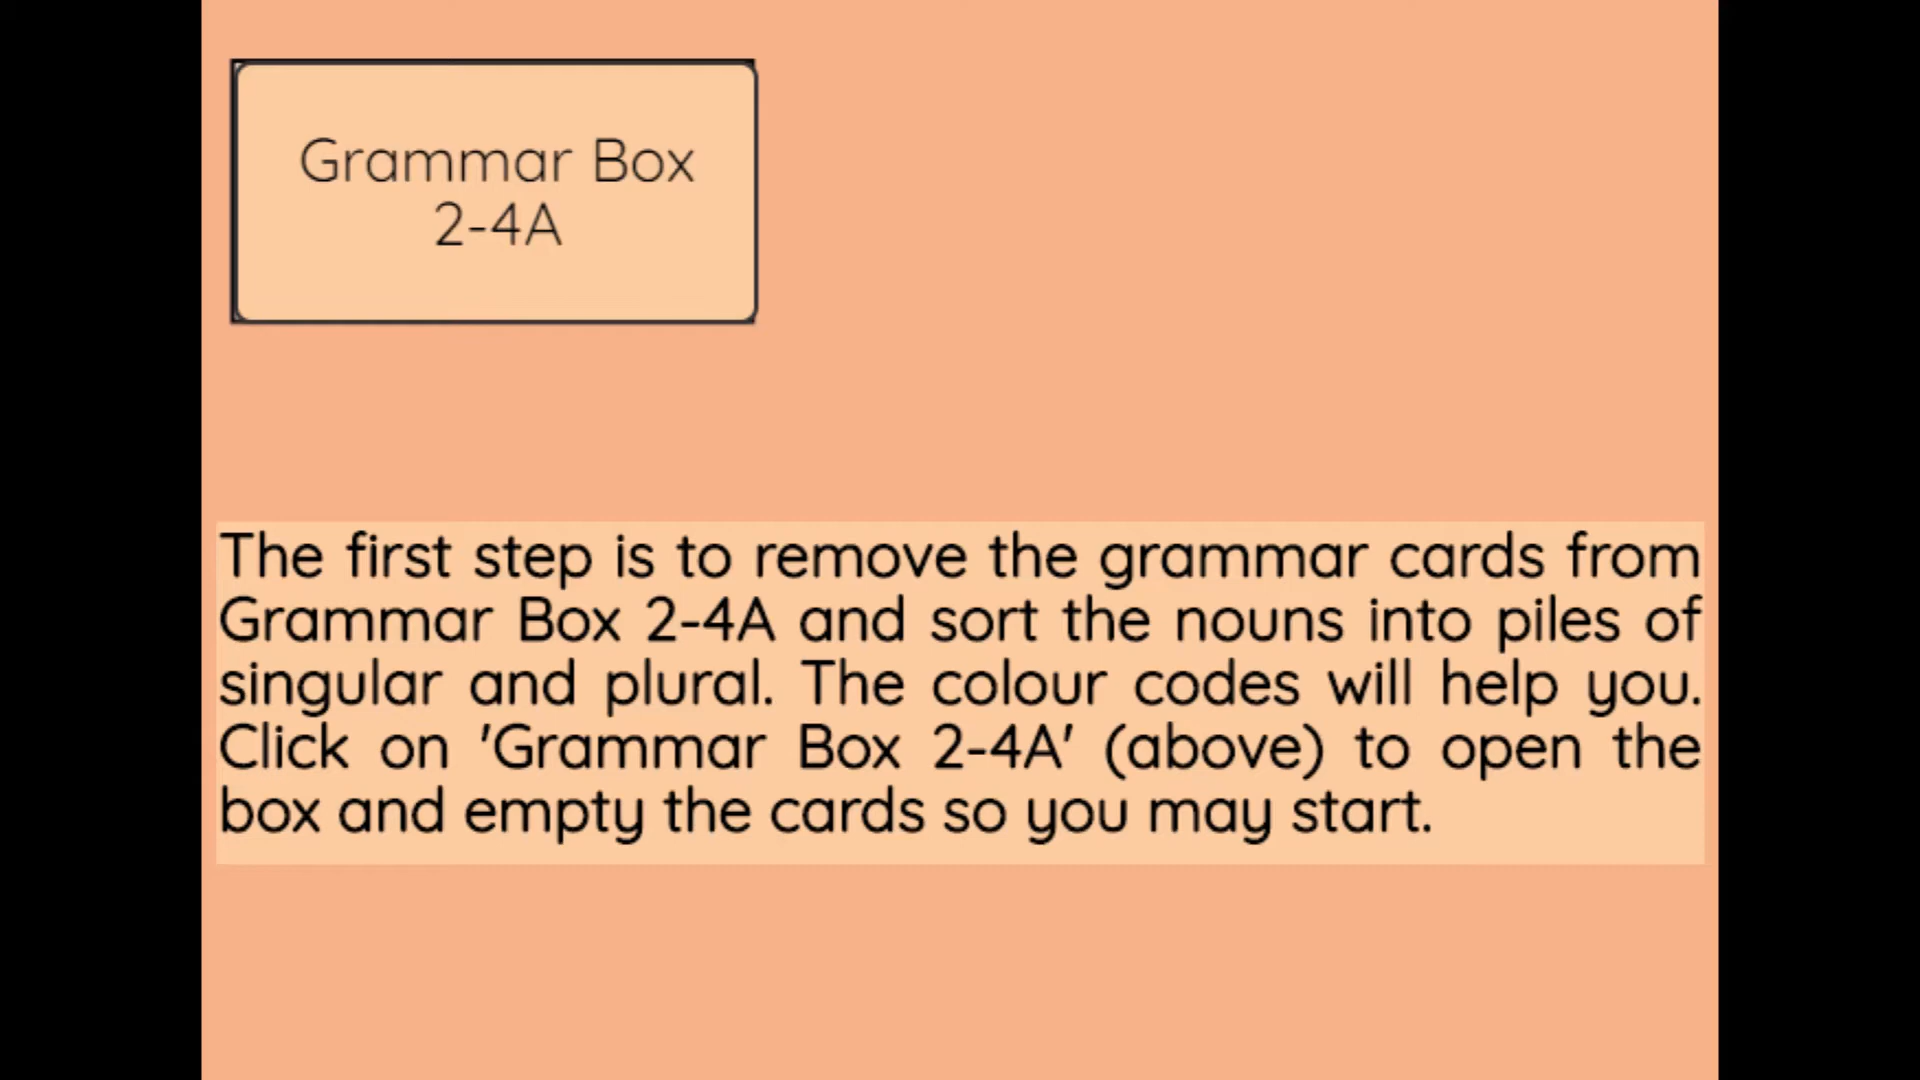 Grammar Box
2-4A
The first step is to remove the grammar cards from
Grammar Box 2-4A and sort the nouns into piles of
singular and plural. The colour codes will help you.
Click on 'Grammar Box 2-4A' (above) to open the
box and empty the cards so you may start.